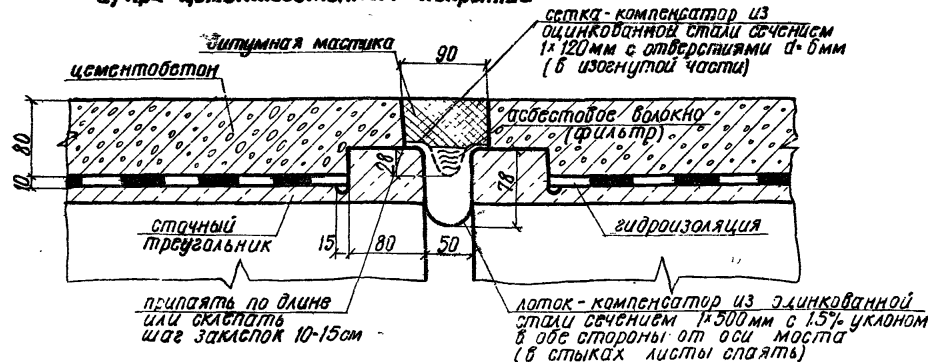 сетка-компенсатор из
оцинкованной стали сечением
1×120мм с отверстиями d=6мм
(в изогнутой части)
битумная мастика
90
цементобетон
асбестовое волокно
(фильтр)
80
10
28
78
сточный
треугольник
15
80
50
гидроизоляция
припаять по длине
или склепать
шаг заклепок 10-15см
лоток-компенсатор из оцинкованной
стали сечением 1×500мм с 1.5% уклоном
в обе стороны от оси моста
(в стыках листы спаять)